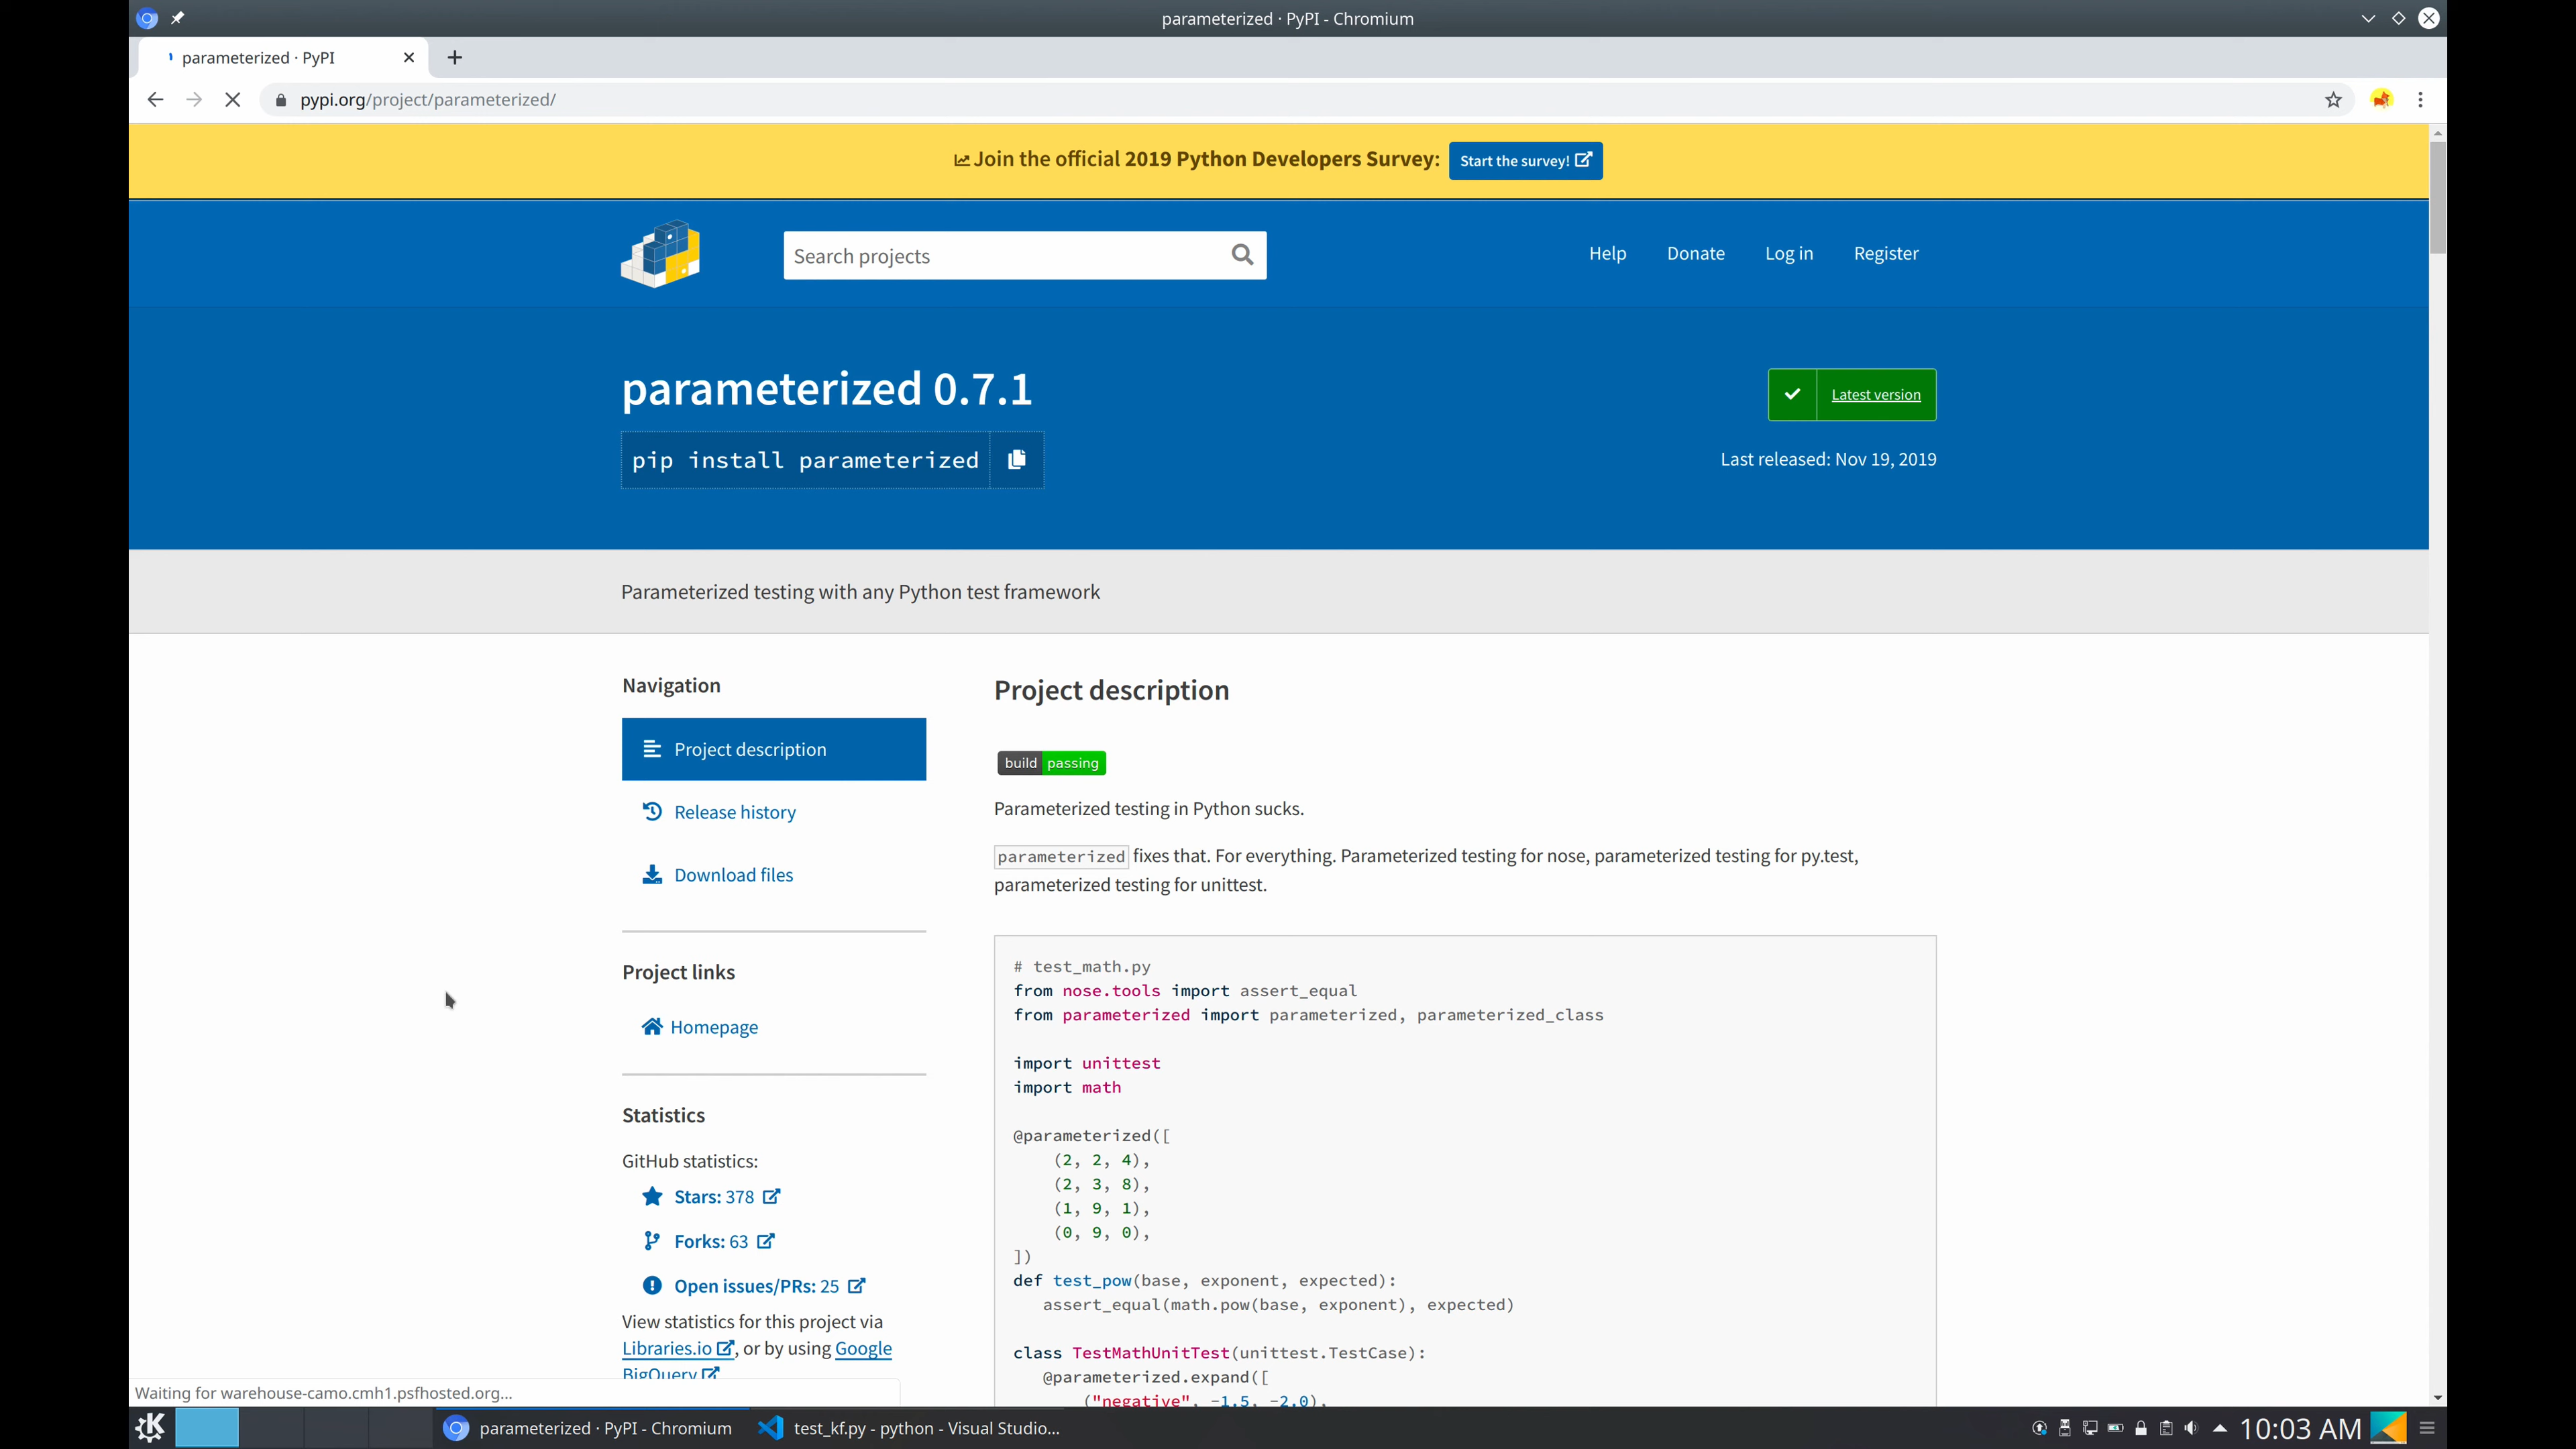 parameterized · PyPI - Chromium
parameterized · PyPI
pypi.org/project/parameterized/
Join the official 2019 Python Developers Survey: Start the survey!
Search projects
Help Donate Log in Register
parameterized 0.7.1
Latest version
pip install parameterized
Last released: Nov 19, 2019
Parameterized testing with any Python test framework
Navigation
Project description
Release history
Download files
Project links
Homepage
Statistics
GitHub statistics:
Stars: 378
Forks: 63
Open issues/PRs: 25
View statistics for this project via
Libraries.io, or by using Google
BigQuery
Project description
build passing
Parameterized testing in Python sucks.
parameterized fixes that. For everything. Parameterized testing for nose, parameterized testing for py.test,
parameterized testing for unittest.
# test_math.py
from nose.tools import assert_equal
from parameterized import parameterized, parameterized_class
import unittest
import math
@parameterized([
(2, 2, 4),
(2, 3, 8),
(1, 9, 1),
(0, 9, 0),
])
def test_pow(base, exponent, expected):
assert_equal(math.pow(base, exponent), expected)
class TestMathUnitTest(unittest.TestCase):
@parameterized.expand([
("negative", -1.5, -2.0),
Waiting for warehouse-camo.cmh1.psfhosted.org...
parameterized · PyPI - Chromium
test_kf.py - python - Visual Studio...
10:03 AM